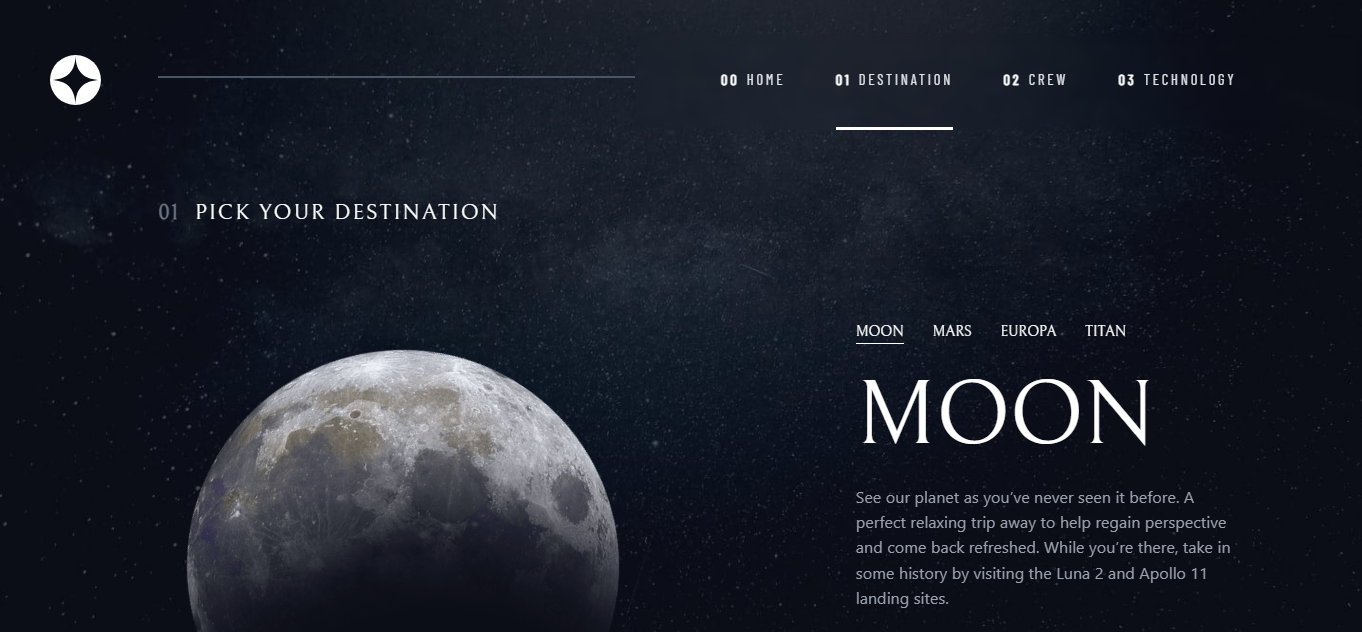 00 HOME 01 DESTINATION 02 CREW 03 TECHNOLOGY
01 PICK YOUR DESTINATION
MOON MARS EUROPA TITAN
MOON
See our planet as you’ve never seen it before. A
perfect relaxing trip away to help regain perspective
and come back refreshed. While you’re there, take in
some history by visiting the Luna 2 and Apollo 11
landing sites.